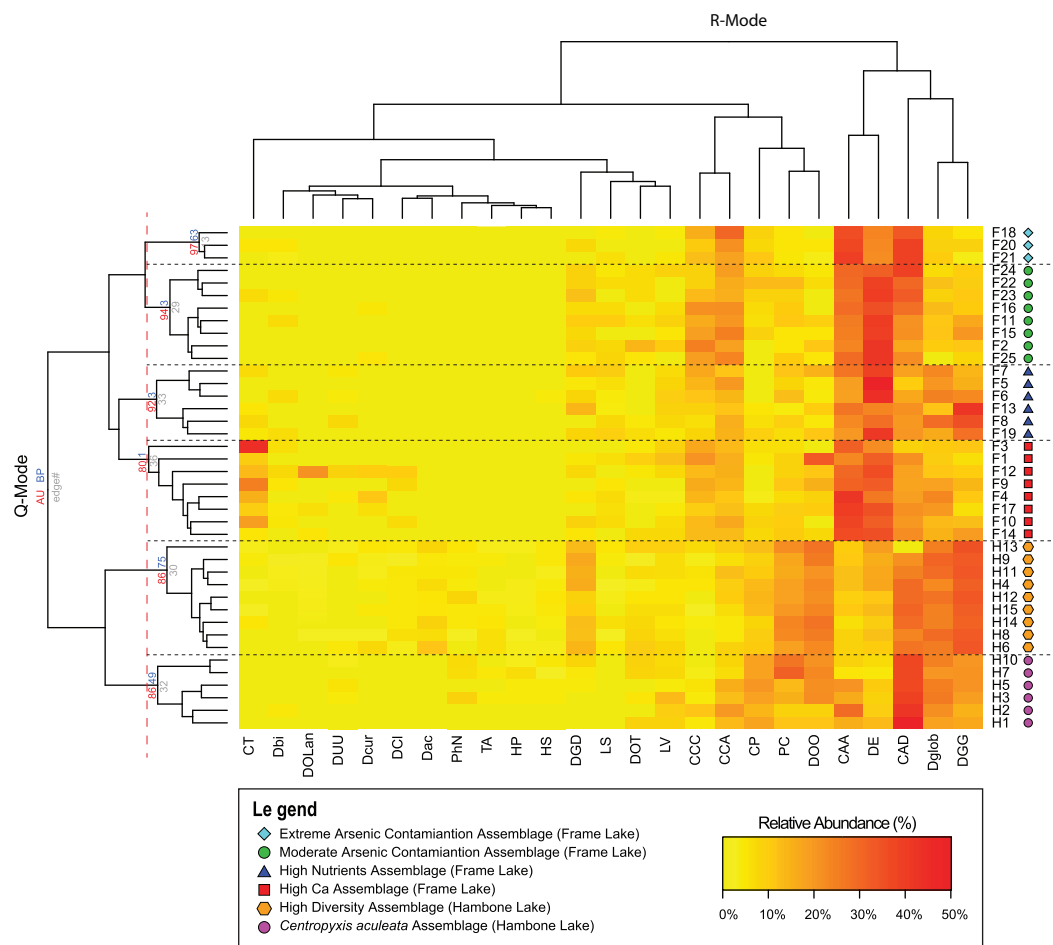 R-Mode
Q-Mode
AU BP
edge#
97 63
3
94 3
29
92 3
33
80 1
86 75
30
86 49
32
F18
F20
F21
F24
F22
F23
F16
F11
F15
F2
F25
F7
F5
F6
F13
F8
F19
F3
F1
F12
F9
F4
F17
F10
F14
H13
H9
H11
H4
H12
H15
H14
H8
H6
H10
H7
H5
H3
H2
H1
CT Dbi DOLan DUU Dcur DCl Dac PhN TA HP HS DGD LS DOT LV CCC CCA CP PC DOO CAA DE CAD Dglob DGG
Le gend
Extreme Arsenic Contamiantion Assemblage (Frame Lake)
Moderate Arsenic Contamiantion Assemblage (Frame Lake)
High Nutrients Assemblage (Frame Lake)
High Ca Assemblage (Frame Lake)
High Diversity Assemblage (Hambone Lake)
Centropyxis aculeata Assemblage (Hambone Lake)
Relative Abundance (%)
0% 10% 20% 30% 40% 50%